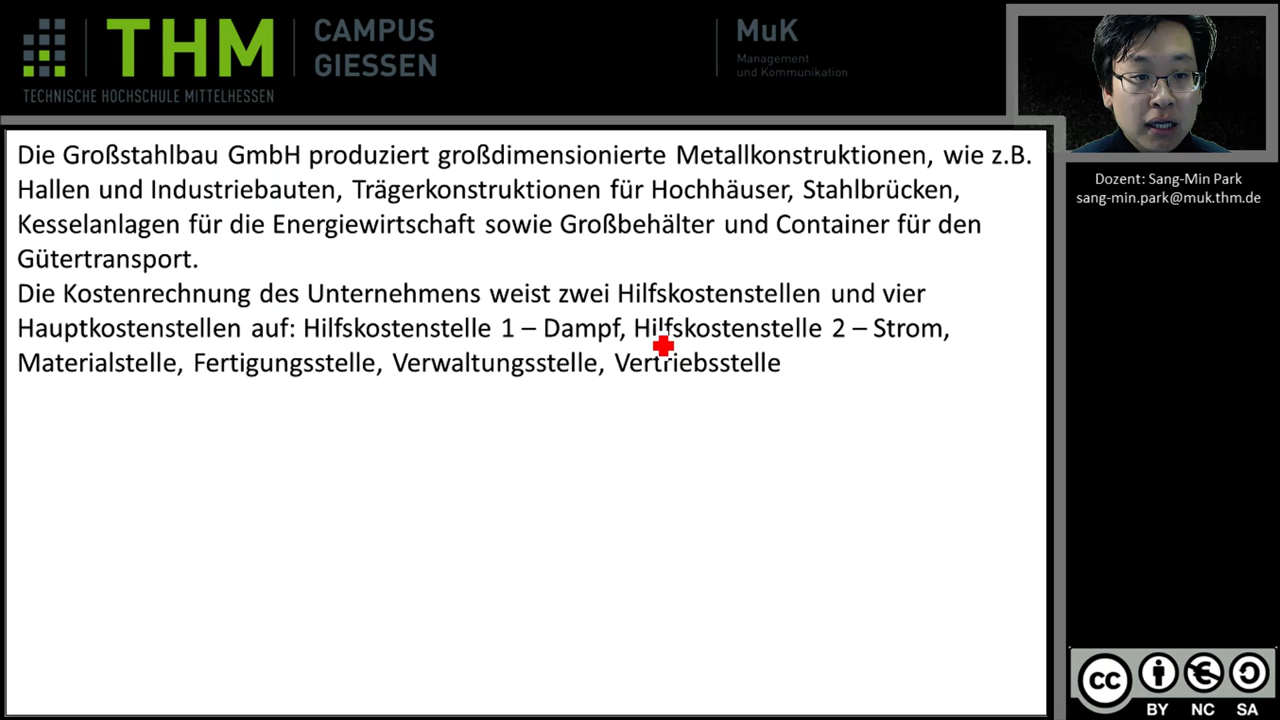 THM
CAMPUS
GIESSEN
TECHNISCHE HOCHSCHULE MITTELHESSEN
MuK
Management
und Kommunikation
Dozent: Sang-Min Park
sang-min.park@muk.thm.de
Die Großstahlbau GmbH produziert großdimensionierte Metallkonstruktionen, wie z.B.
Hallen und Industriebauten, Trägerkonstruktionen für Hochhäuser, Stahlbrücken,
Kesselanlagen für die Energiewirtschaft sowie Großbehälter und Container für den
Gütertransport.
Die Kostenrechnung des Unternehmens weist zwei Hilfskostenstellen und vier
Hauptkostenstellen auf: Hilfskostenstelle 1 – Dampf, Hilfskostenstelle 2 – Strom,
Materialstelle, Fertigungsstelle, Verwaltungsstelle, Vertriebsstelle
cc
BY NC SA